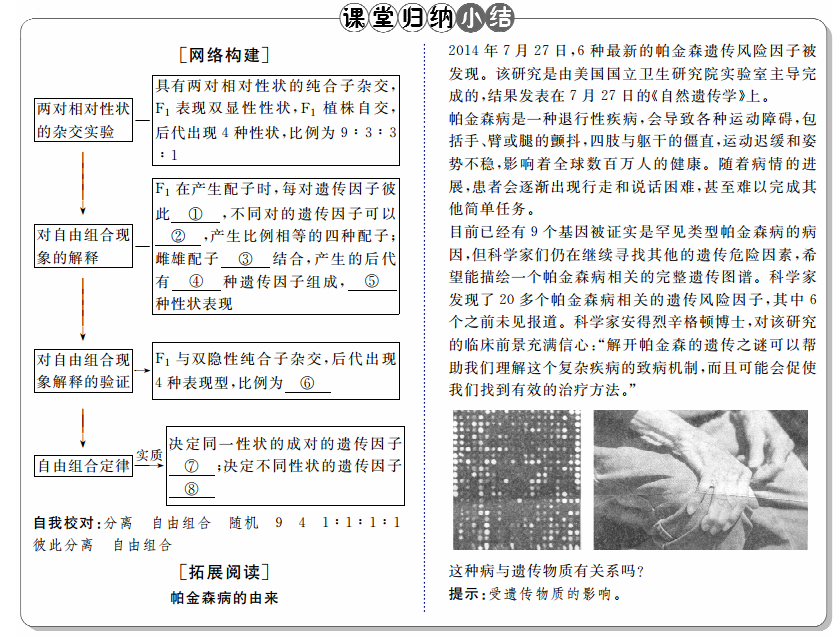 课堂归纳小结
[网络构建]
两对相对性状
的杂交实验
具有两对相对性状的纯合子杂交,
F₁表现双显性性状,F₁植株自交,
后代出现4种性状,比例为9∶3∶3
∶1
对自由组合现
象的解释
F₁在产生配子时,每对遗传因子彼
此①,不同对的遗传因子可以
②,产生比例相等的四种配子;
雌雄配子③结合,产生的后代
有④种遗传因子组成,⑤
种性状表现
对自由组合现
象解释的验证
F₁与双隐性纯合子杂交,后代出现
4种表现型,比例为⑥
自由组合定律
实质
决定同一性状的成对的遗传因子
⑦;决定不同性状的遗传因子
⑧
自我校对:分离 自由组合 随机 9 4 1∶1∶1∶1
彼此分离 自由组合
[拓展阅读]
帕金森病的由来
2014年7月27日,6种最新的帕金森遗传风险因子被
发现。该研究是由美国国立卫生研究院实验室主导完
成的,结果发表在7月27日的《自然遗传学》上。
帕金森病是一种退行性疾病,会导致各种运动障碍,包
括手、臂或腿的颤抖,四肢与躯干的僵直,运动迟缓和姿
势不稳,影响着全球数百万人的健康。随着病情的进
展,患者会逐渐出现行走和说话困难,甚至难以完成其
他简单任务。
目前已经有9个基因被证实是罕见类型帕金森病的病
因,但科学家们仍在继续寻找其他的遗传危险因素,希
望能描绘一个帕金森病相关的完整遗传图谱。科学家
发现了20多个帕金森病相关的遗传风险因子,其中6
个之前未见报道。科学家安得烈辛格顿博士,对该研究
的临床前景充满信心:“解开帕金森的遗传之谜可以帮
助我们理解这个复杂疾病的致病机制,而且可能会促使
我们找到有效的治疗方法。”
这种病与遗传物质有关系吗?
提示:受遗传物质的影响。